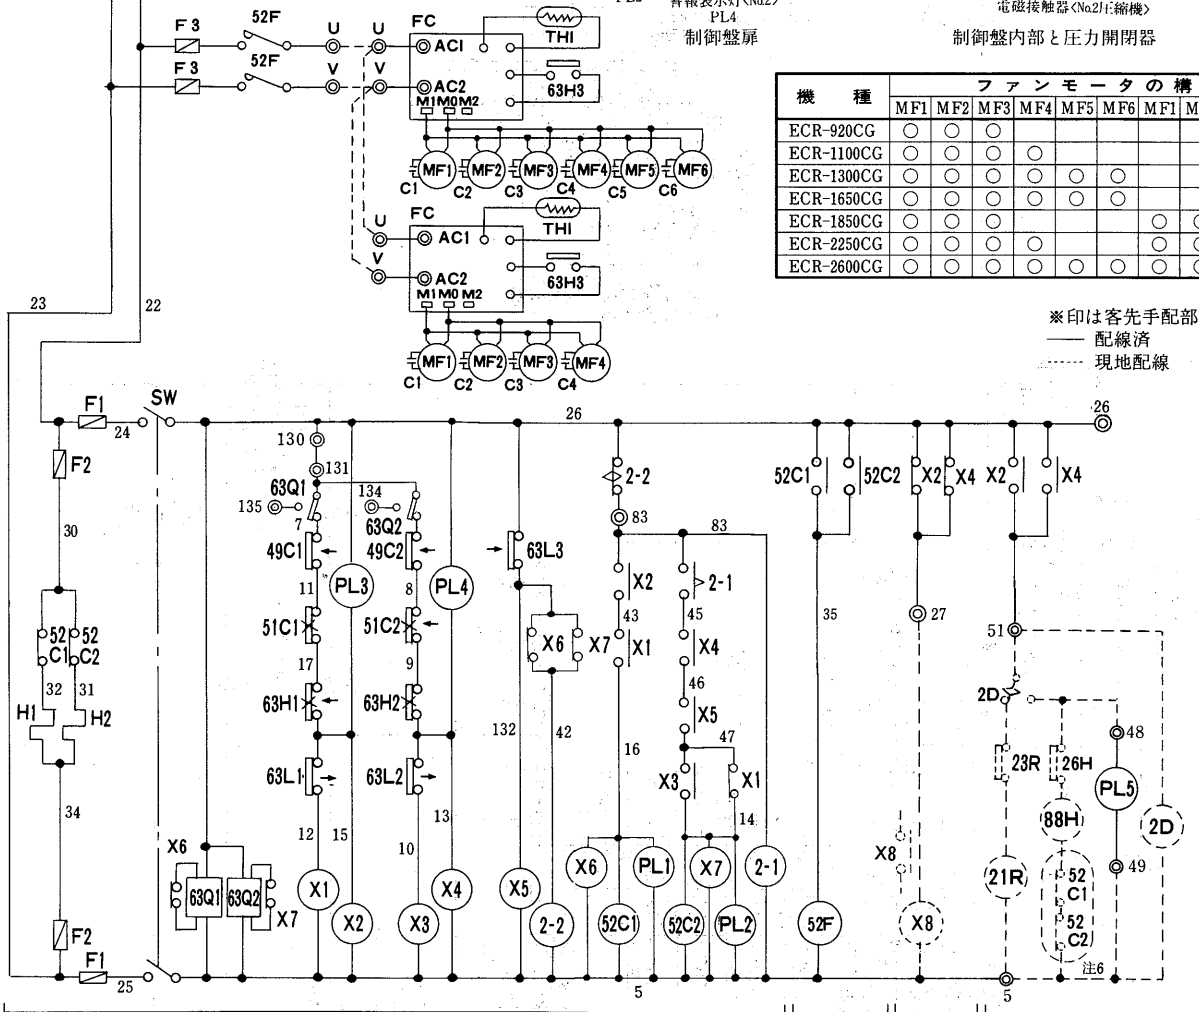 警報表示灯<No.2>
PL4
制御盤扉
電磁接触器<No.2圧縮機>
制御盤内部と圧力開閉器
F3 52F U U FC AC1 TH1
F3 52F V V AC2 63H3
M1 M0 M2
MF1 MF2 MF3 MF4 MF5 MF6
C1 C2 C3 C4 C5 C6
U FC AC1 TH1
V AC2 63H3
M1 M0 M2
MF1 MF2 MF3 MF4
C1 C2 C3 C4
機種 ファンモータの構
MF1 MF2 MF3 MF4 MF5 MF6 MF1
ECR-920CG ○ ○ ○
ECR-1100CG ○ ○ ○ ○
ECR-1300CG ○ ○ ○ ○ ○ ○
ECR-1650CG ○ ○ ○ ○ ○ ○
ECR-1850CG ○ ○ ○ ○ ○
ECR-2250CG ○ ○ ○ ○ ○ ○
ECR-2600CG ○ ○ ○ ○ ○ ○ ○ ○
※印は客先手配部
配線済
現地配線
23 22
F1 SW 26 26
24
F2 130 131 2-2 52C1 52C2 X2 X4 X2 X4
63Q1 134
135 7 63Q2 83 83
30 49C1 49C2 63L3 X2 2-1
11 PL3 8 PL4 43 45 35 27
51C1 51C2 X6 X7 X1 X4 51
52 C1 52 C2
17 9 46 2D
32 31 63H1 63H2 X5
H1 H2 132 42 16 47 48
63L1 63L2 X3 X1 23R 26H PL5
34 12 15 10 13 14 88H 2D
X6 X8
63Q1 63Q2 X7 X1 X4 X5 X6 PL1 X7 2-1 21R 52 C1 49
F2 X2 X3 2-2 52C1 52C2 PL2 52F X8 52 C2
F1 注6
25 5 5